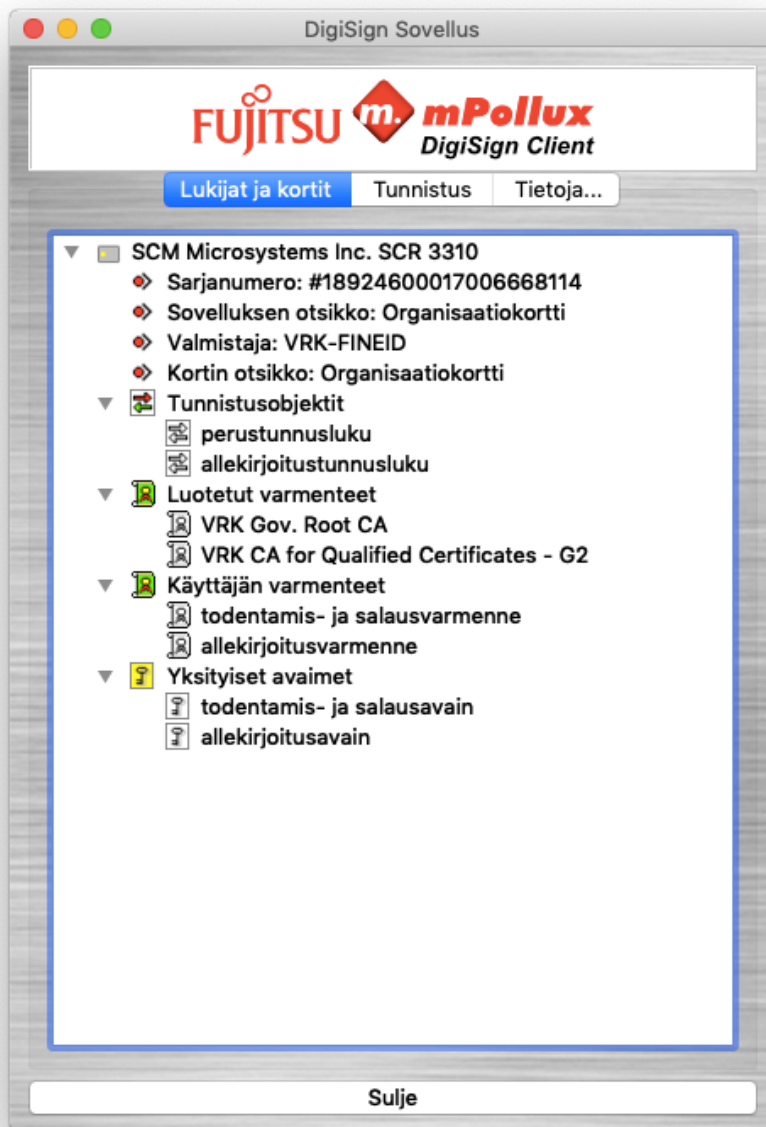 DigiSign Sovellus
FUJITSU m. mPollux
DigiSign Client
Lukijat ja kortit Tunnistus Tietoja...
SCM Microsystems Inc. SCR 3310
Sarjanumero: #18924600017006668114
Sovelluksen otsikko: Organisaatiokortti
Valmistaja: VRK-FINEID
Kortin otsikko: Organisaatiokortti
Tunnistusobjektit
perustunnusluku
allekirjoitustunnusluku
Luotetut varmenteet
VRK Gov. Root CA
VRK CA for Qualified Certificates - G2
Käyttäjän varmenteet
todentamis- ja salausvarmenne
allekirjoitusvarmenne
Yksityiset avaimet
todentamis- ja salausavain
allekirjoitusavain
Sulje